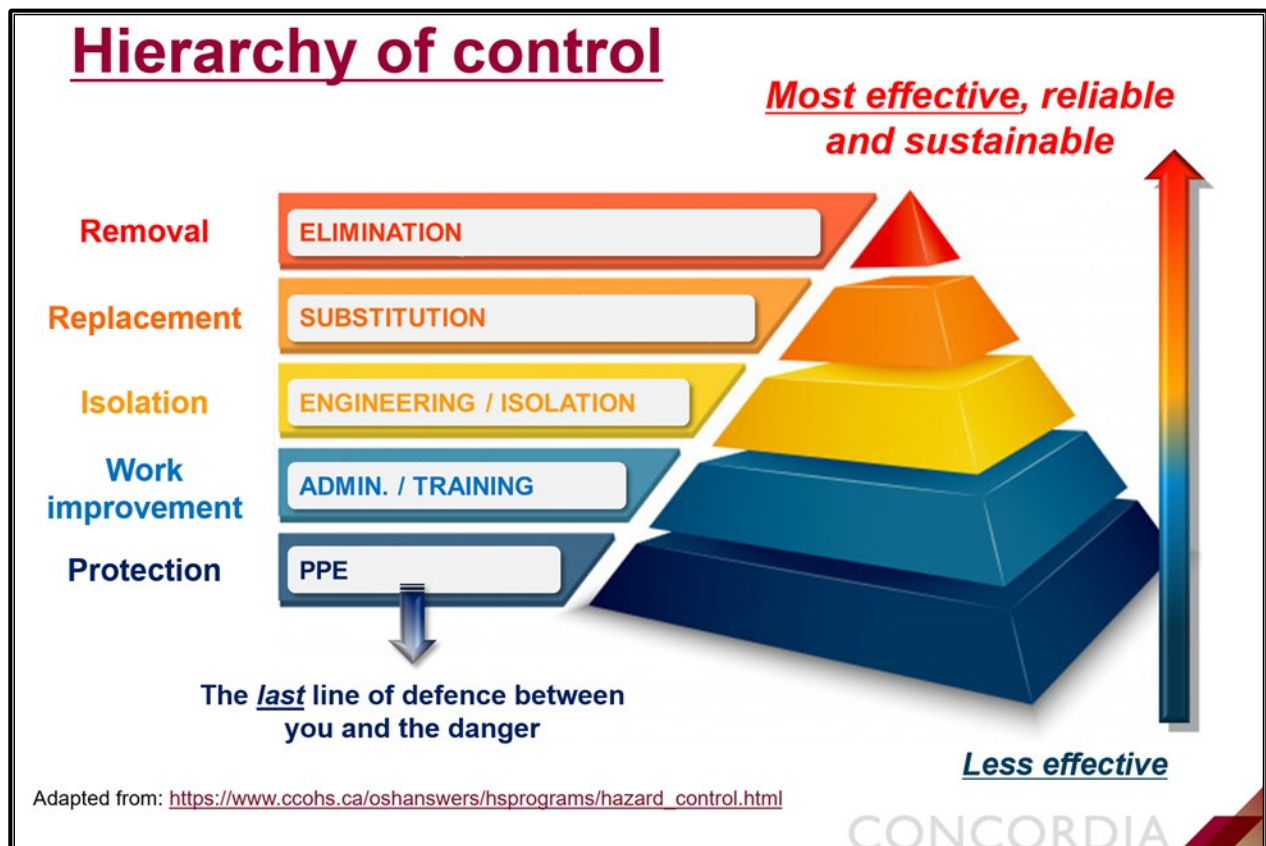 Hierarchy of control
Most effective, reliable
and sustainable
Removal
ELIMINATION
Replacement
SUBSTITUTION
Isolation
ENGINEERING / ISOLATION
Work
improvement
ADMIN. / TRAINING
Protection
PPE
The last line of defence between
you and the danger
Less effective
Adapted from: https://www.ccohs.ca/oshanswers/hsprograms/hazard_control.html
CONCORDIA